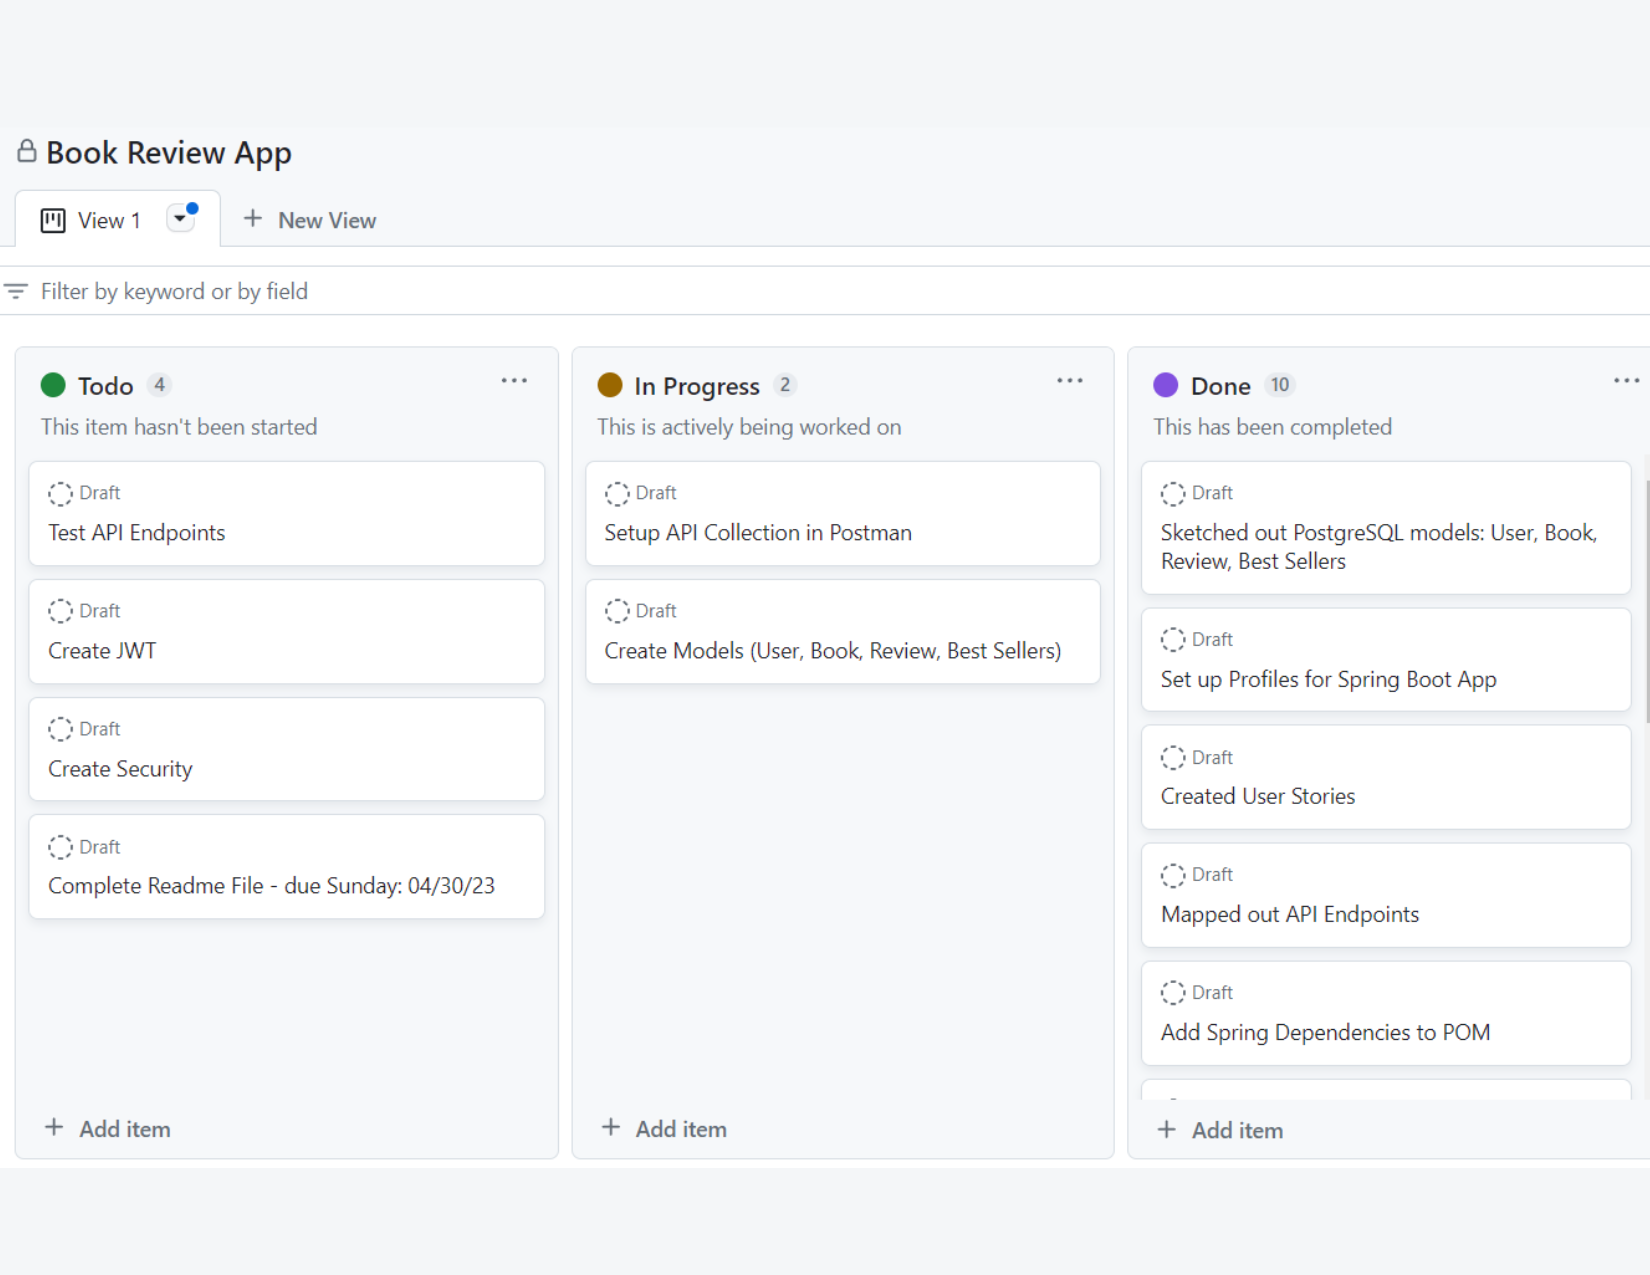 Book Review App
View 1
New View
Filter by keyword or by field
Todo 4
This item hasn't been started
Draft
Test API Endpoints
Draft
Create JWT
Draft
Create Security
Draft
Complete Readme File - due Sunday: 04/30/23
Add item
In Progress 2
This is actively being worked on
Draft
Setup API Collection in Postman
Draft
Create Models (User, Book, Review, Best Sellers)
Add item
Done 10
This has been completed
Draft
Sketched out PostgreSQL models: User, Book,
Review, Best Sellers
Draft
Set up Profiles for Spring Boot App
Draft
Created User Stories
Draft
Mapped out API Endpoints
Draft
Add Spring Dependencies to POM
Add item